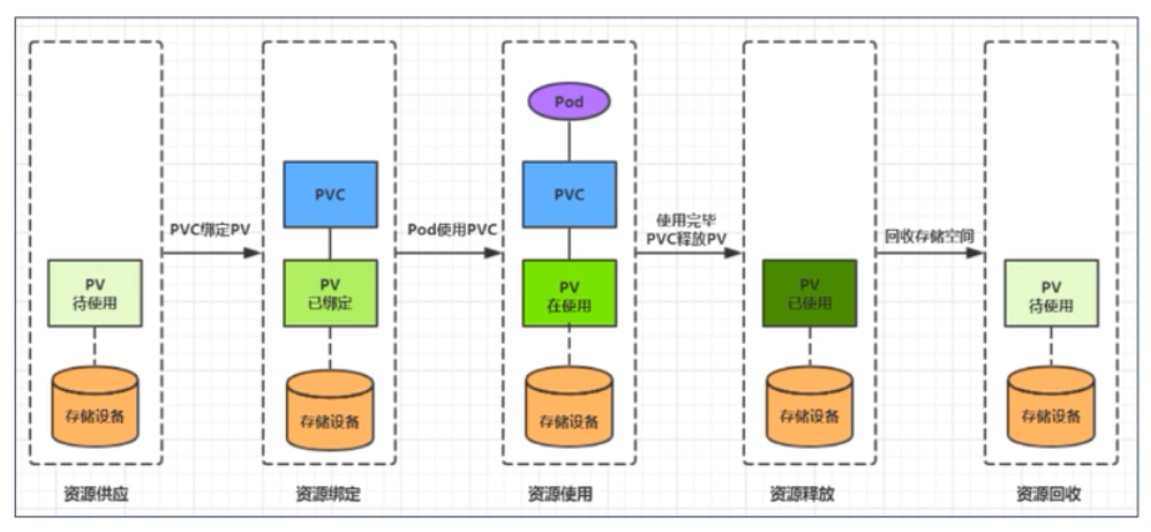 Pod
PVC
PVC
PVC绑定PV
Pod使用PVC
使用完毕
PVC释放PV
回收存储空间
PV
待使用
PV
已绑定
PV
在使用
PV
已使用
PV
待使用
存储设备
存储设备
存储设备
存储设备
存储设备
资源供应
资源绑定
资源使用
资源释放
资源回收